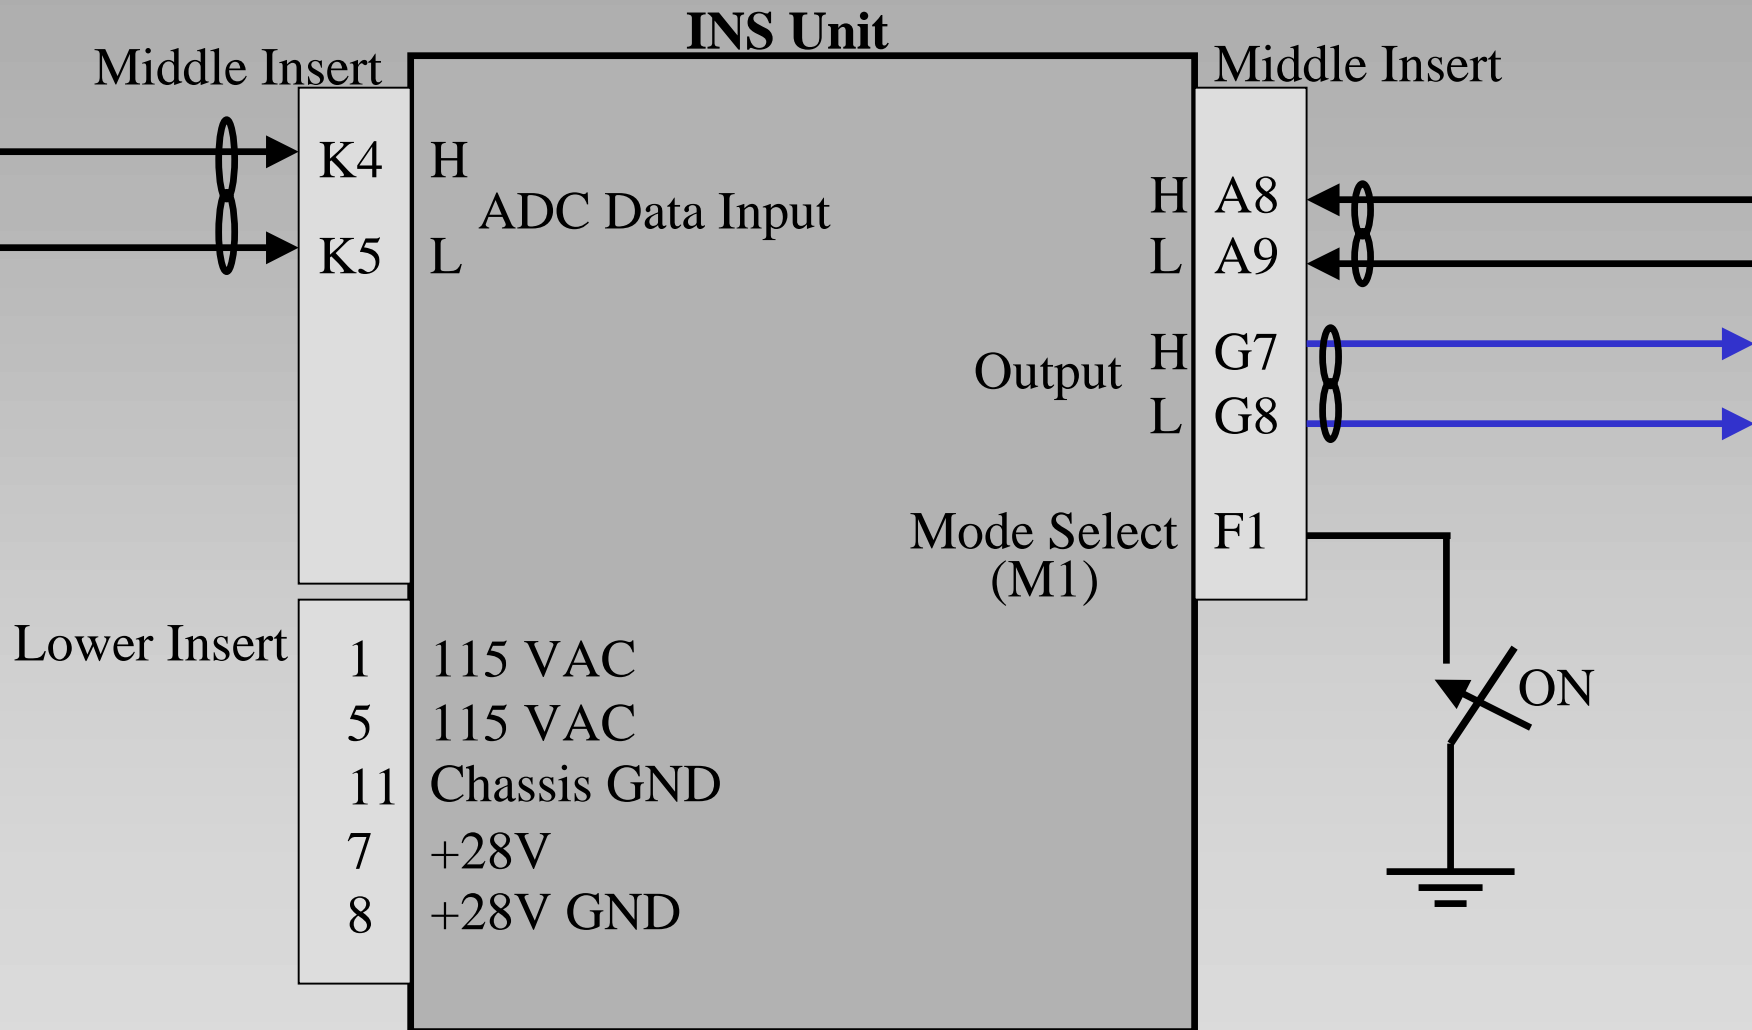 INS Unit
Middle Insert
Middle Insert
K4 H
ADC Data Input
K5 L
H A8
L A9
H G7
Output
L G8
Mode Select F1
(M1)
Lower Insert
1 115 VAC
5 115 VAC
11 Chassis GND
7 +28V
8 +28V GND
ON